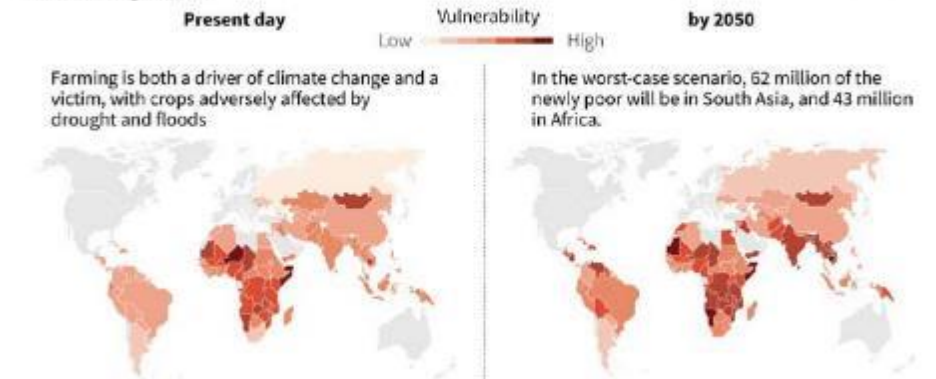 Present day
Vulnerability
by 2050
Low
High
Farming is both a driver of climate change and a
victim, with crops adversely affected by
drought and floods
In the worst-case scenario, 62 million of the
newly poor will be in South Asia, and 43 million
in Africa.